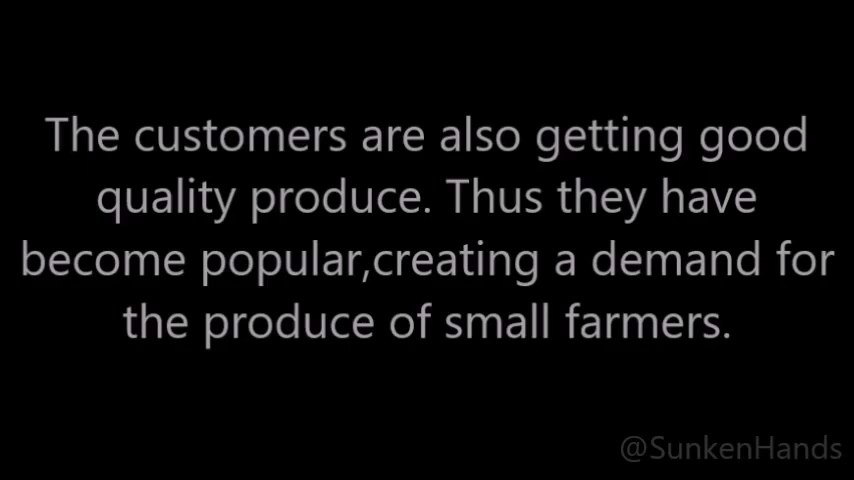 The customers are also getting good
quality produce. Thus they have
become popular,creating a demand for
the produce of small farmers.
@SunkenHands